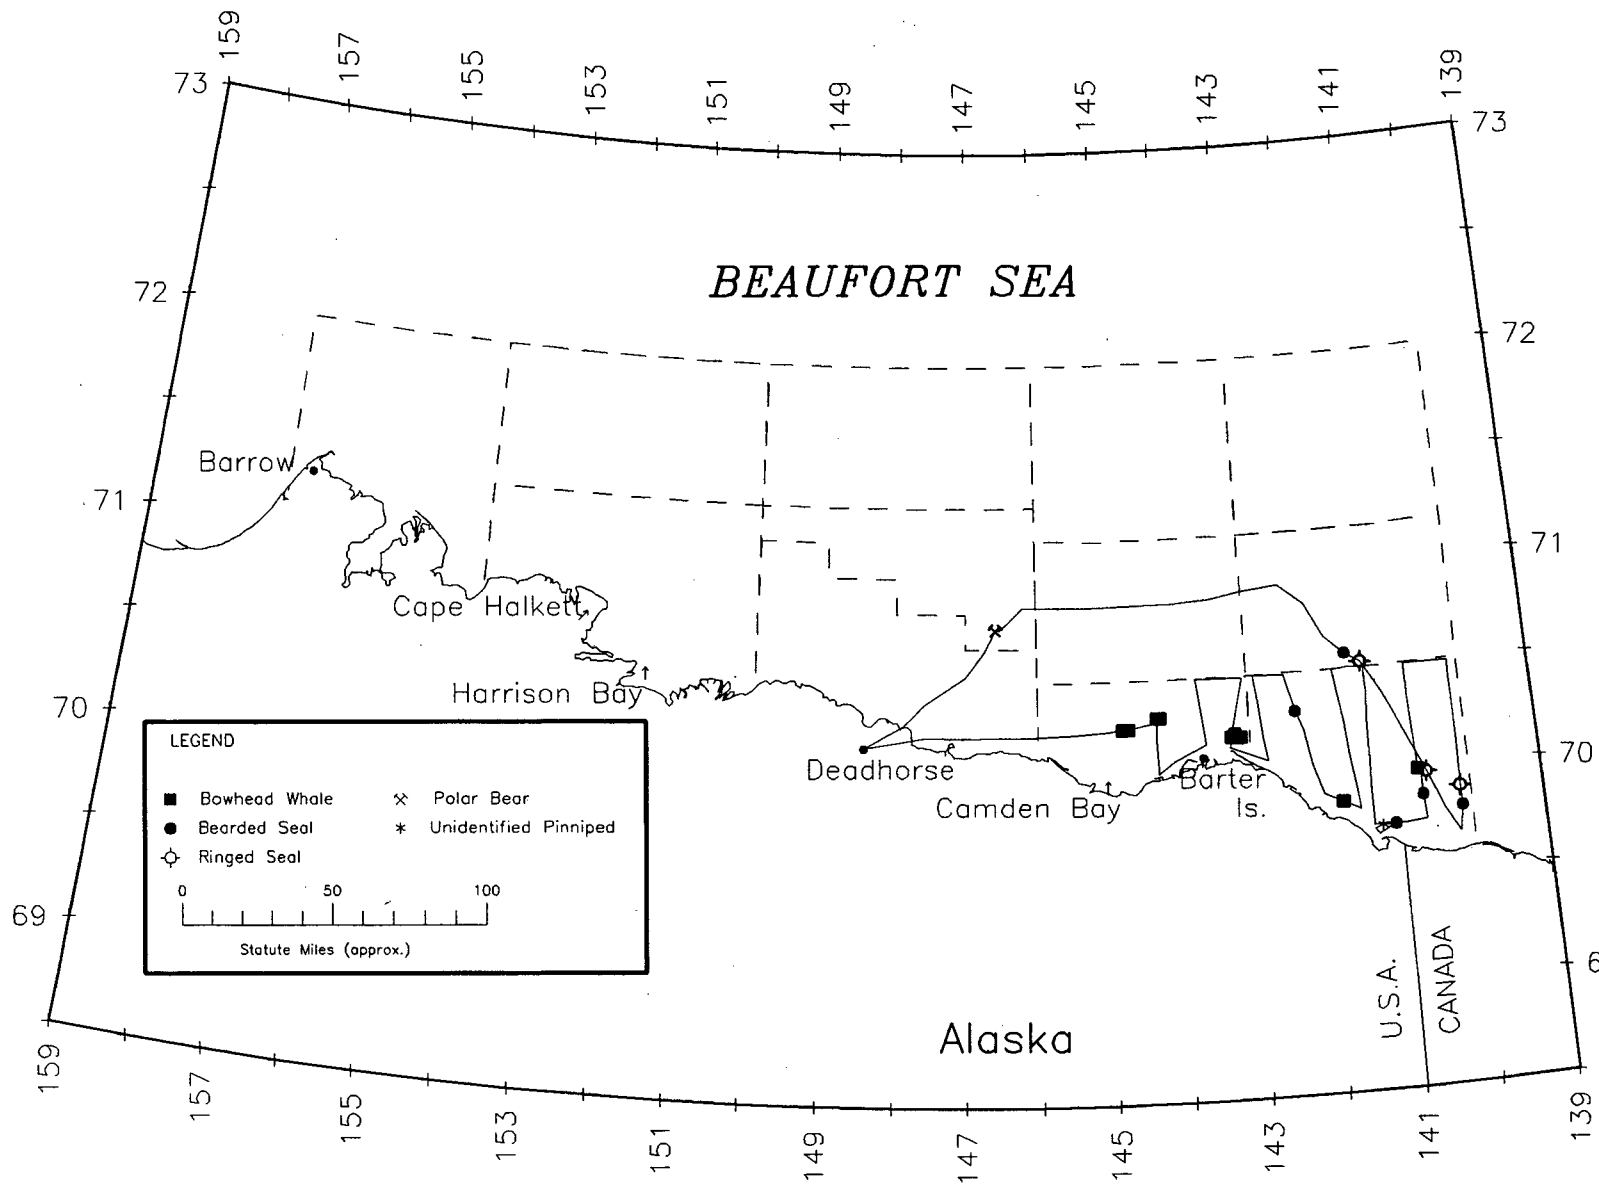 159
157
155
153
151
149
147
145
143
141
139
73
73
BEAUFORT SEA
72
72
Barrow
71
71
Cape Halkett
Harrison Bay
70
70
Deadhorse
Camden Bay
Barter
Is.
LEGEND
Bowhead Whale
Polar Bear
Bearded Seal
Unidentified Pinniped
Ringed Seal
0 50 100
Statute Miles (approx.)
69
6
U.S.A.
CANADA
Alaska
159
157
155
153
151
149
147
145
143
141
139